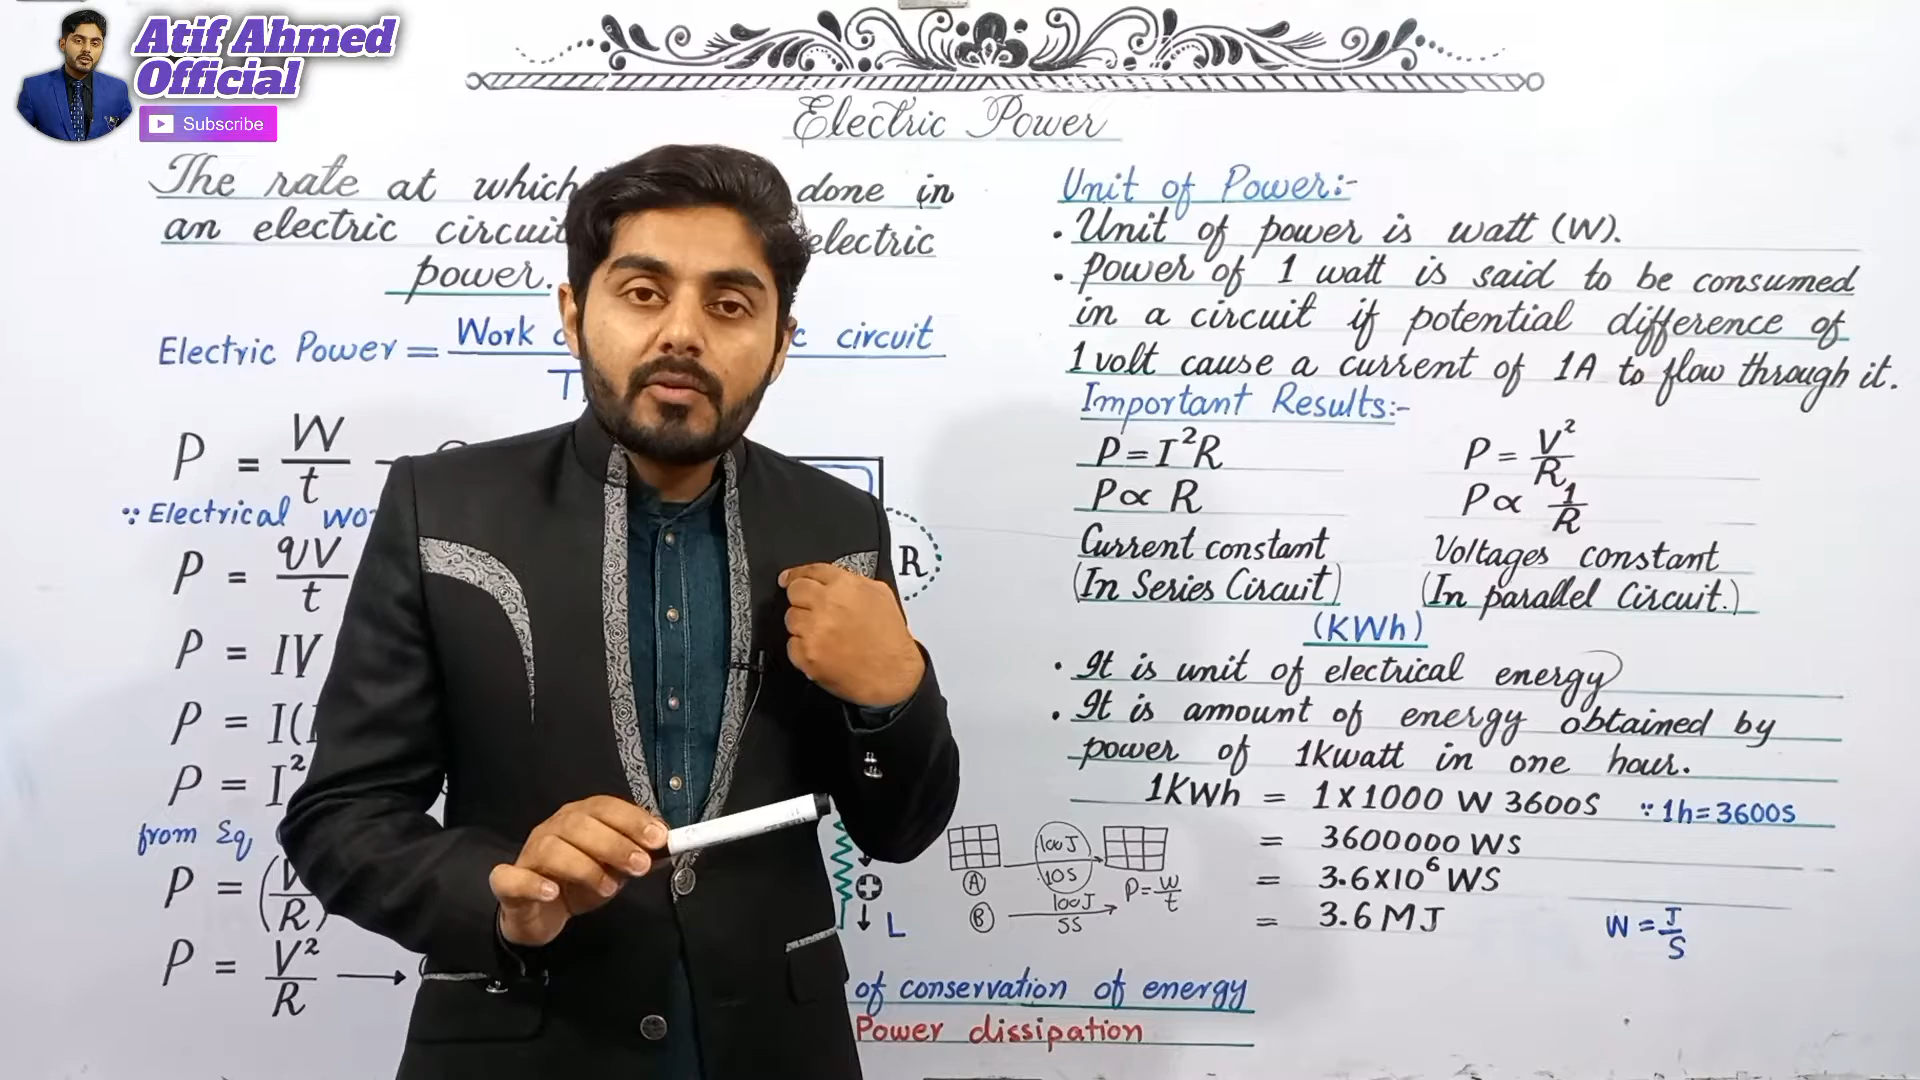 Atif Ahmed
Official
Subscribe
Electric Power
The rate at which done in
an electric circuit electric
power.
Electric Power = Work circuit
P = W/t
∵ Electrical
P = qV/t
P = IV
P = I(
P = I²
from Eq
P = (V/R)
P = V²/R →
R
L
of conservation of energy
Power dissipation
Unit of Power:-
• Unit of power is watt (W).
• Power of 1 watt is said to be consumed
in a circuit if potential difference of
1 volt cause a current of 1A to flow through it.
Important Results:-
P = I²R P = V²/R
P ∝ R P ∝ 1/R
Current constant Voltages constant
(In Series Circuit) (In parallel Circuit.)
(KWh)
• It is unit of electrical energy
• It is amount of energy obtained by
power of 1Kwatt in one hour.
1KWh = 1 X 1000 W 3600S ∵ 1h = 3600S
= 3600000 WS
= 3.6X10⁶ WS
= 3.6 MJ W = J/S
A 100J/10S P = W/t
B 100J/5S